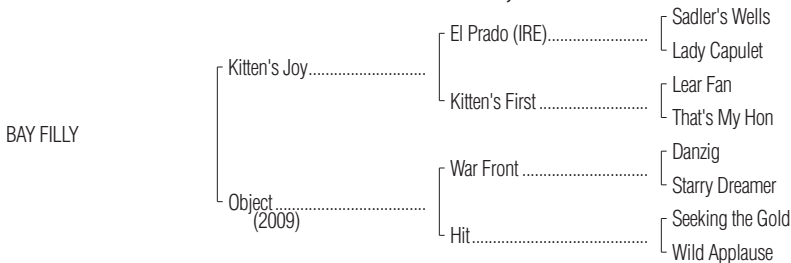 Sadler's Wells
El Prado (IRE)..........................
Lady Capulet
Kitten's Joy..............................
Lear Fan
Kitten's First............................
That's My Hon
BAY FILLY
Danzig
War Front................................
Starry Dreamer
Object......................................
(2009)
Seeking the Gold
Hit...........................................
Wild Applause